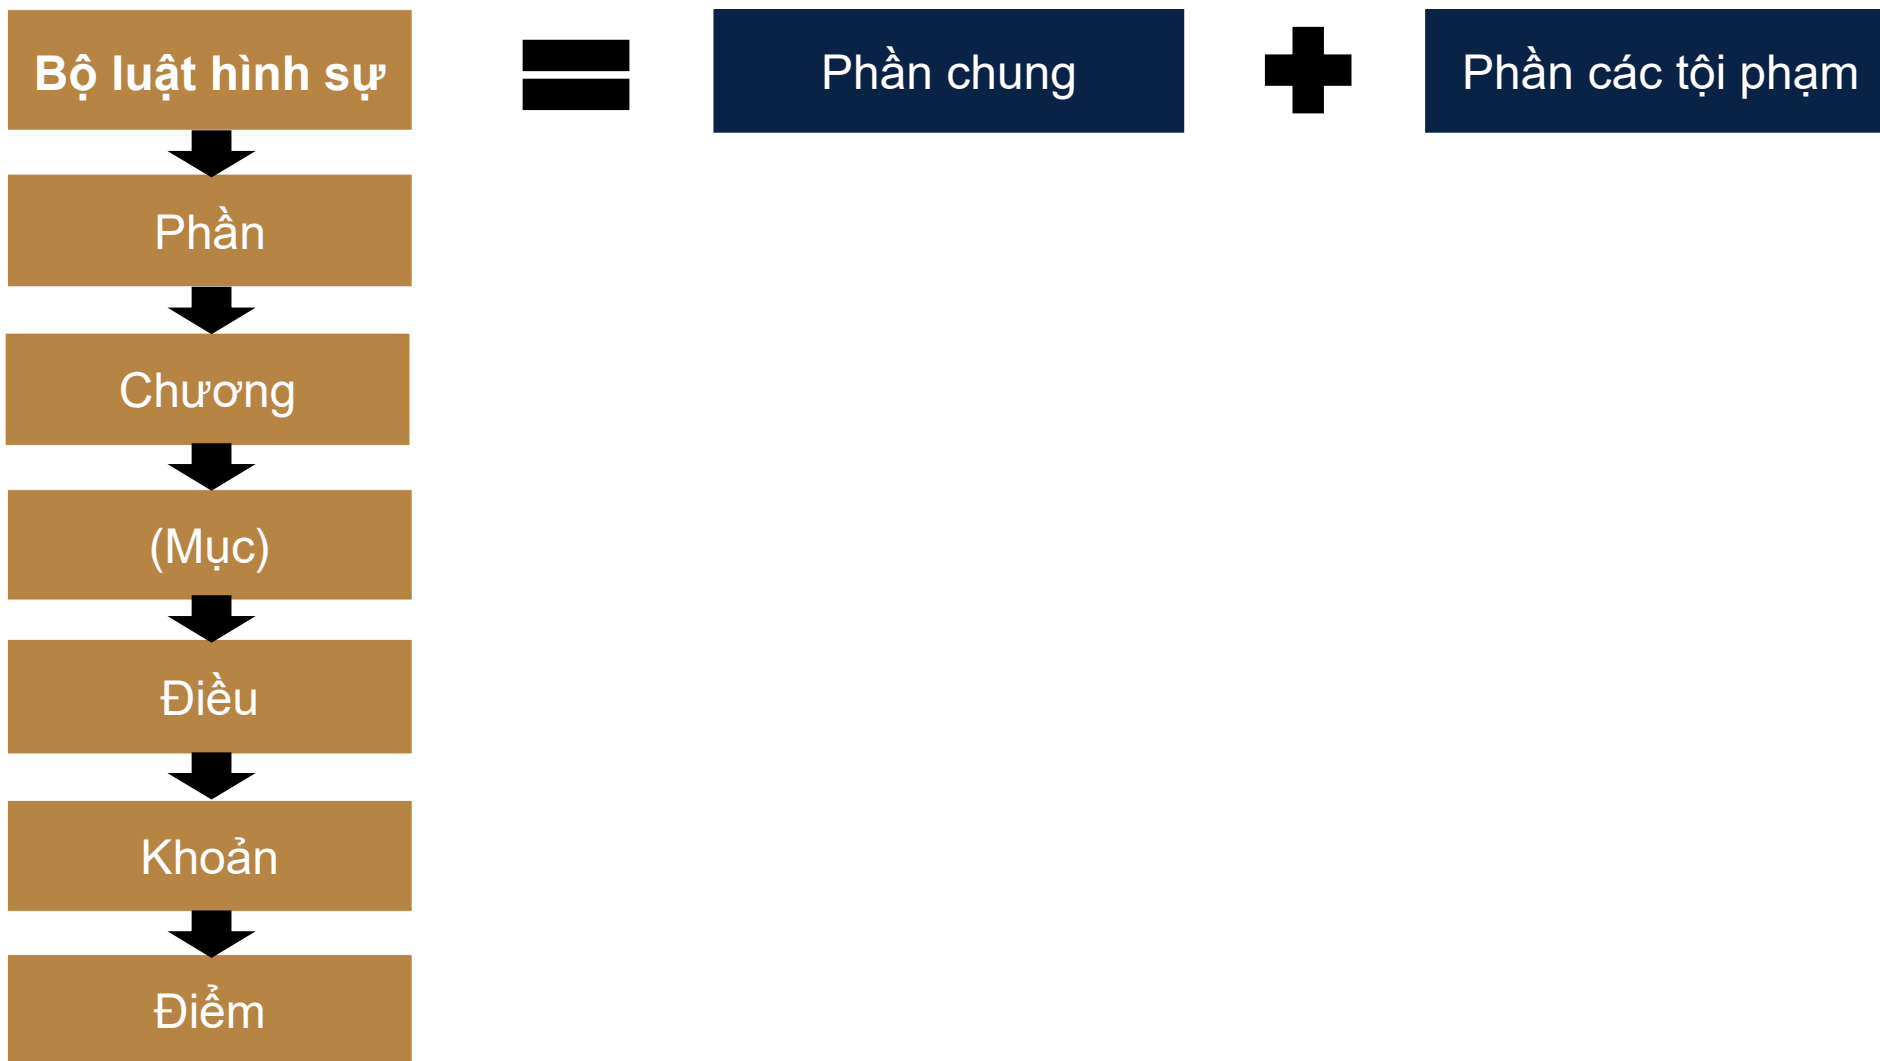 Bộ luật hình sự
Phần chung
Phần các tội phạm
Phần
Chương
(Mục)
Điều
Khoản
Điểm